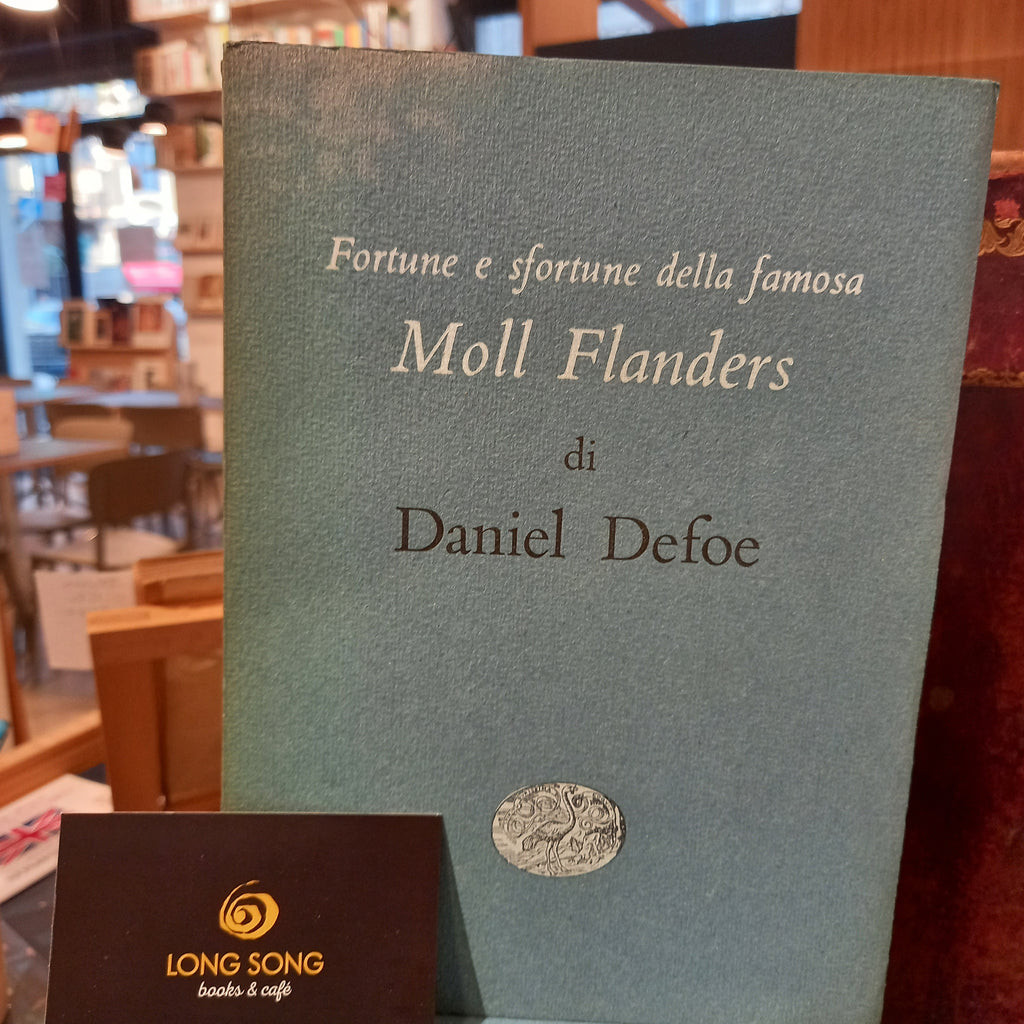 Fortune e sfortune della famosa
Moll Flanders
di
Daniel Defoe
LONG SONG
books & café